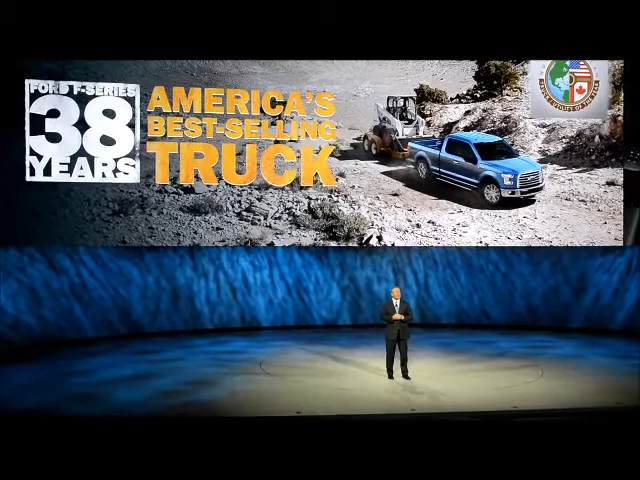 FORD F-SERIES
38
YEARS
AMERICA'S
BEST-SELLING
TRUCK